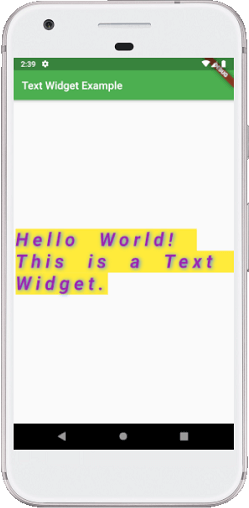 2:39
Text Widget Example
Hello World!
This is a Text
Widget.